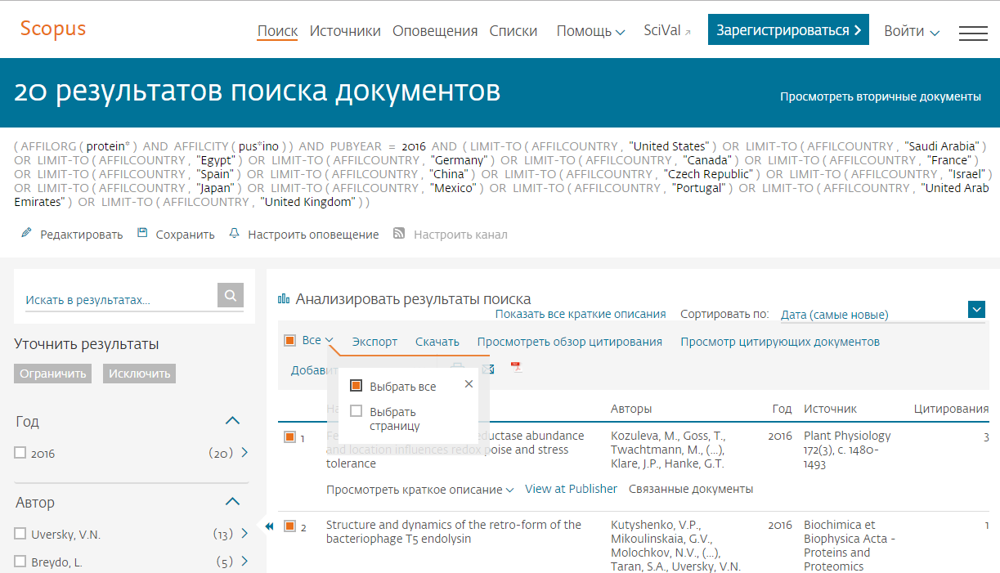 Scopus
Поиск Источники Оповещения Списки Помощь SciVal Зарегистрироваться Войти
20 результатов поиска документов
Просмотреть вторичные документы
( AFFILORG ( protein* ) AND AFFILCITY ( pus*ino ) ) AND PUBYEAR = 2016 AND ( LIMIT-TO ( AFFILCOUNTRY , "United States" ) OR LIMIT-TO ( AFFILCOUNTRY , "Saudi Arabia" )
OR LIMIT-TO ( AFFILCOUNTRY , "Egypt" ) OR LIMIT-TO ( AFFILCOUNTRY , "Germany" ) OR LIMIT-TO ( AFFILCOUNTRY , "Canada" ) OR LIMIT-TO ( AFFILCOUNTRY , "France" )
OR LIMIT-TO ( AFFILCOUNTRY , "Spain" ) OR LIMIT-TO ( AFFILCOUNTRY , "China" ) OR LIMIT-TO ( AFFILCOUNTRY , "Czech Republic" ) OR LIMIT-TO ( AFFILCOUNTRY , "Israel" )
OR LIMIT-TO ( AFFILCOUNTRY , "Japan" ) OR LIMIT-TO ( AFFILCOUNTRY , "Mexico" ) OR LIMIT-TO ( AFFILCOUNTRY , "Portugal" ) OR LIMIT-TO ( AFFILCOUNTRY , "United Arab
Emirates" ) OR LIMIT-TO ( AFFILCOUNTRY , "United Kingdom" ) )
Редактировать Сохранить Настроить оповещение Настроить канал
Искать в результатах...
Уточнить результаты
Ограничить Исключить
Год
2016 (20)
Автор
Uversky, V.N. (13)
Breydo, L. (5)
Анализировать результаты поиска
Показать все краткие описания Сортировать по: Дата (самые новые)
Все Экспорт Скачать Просмотреть обзор цитирования Просмотр цитирующих документов
Добавит
Выбрать все
Выбрать
страницу
На Авторы Год Источник Цитирования
1 Fe ductase abundance Kozuleva, M., Goss, T., 2016 Plant Physiology 3
and location influences redox poise and stress Twachtmann, M., (...), 172(3), с. 1480-
tolerance Klare, J.P., Hanke, G.T. 1493
Просмотреть краткое описание View at Publisher Связанные документы
2 Structure and dynamics of the retro-form of the Kutyshenko, V.P., 2016 Biochimica et 1
bacteriophage T5 endolysin Mikoulinskaia, G.V., Biophysica Acta -
Molochkov, N.V., (...), Proteins and
Taran, S.A., Uversky, V.N. Proteomics